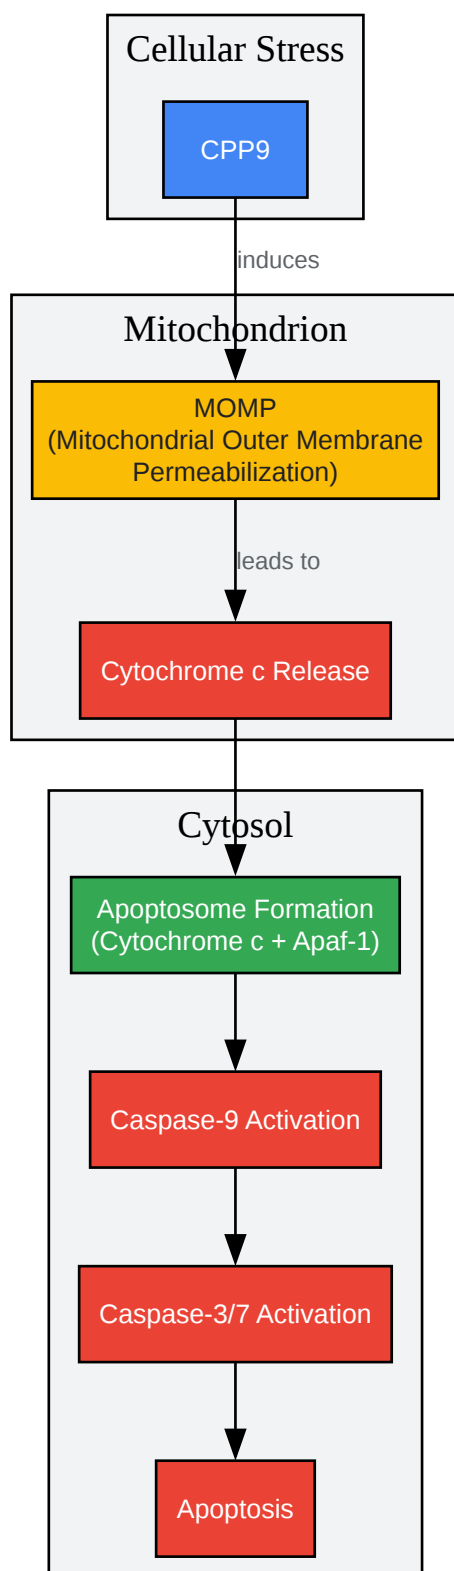 Cellular Stress
CPP9
induces
Mitochondrion
MOMP
(Mitochondrial Outer Membrane
Permeabilization)
leads to
Cytochrome c Release
Cytosol
Apoptosome Formation
(Cytochrome c + Apaf-1)
Caspase-9 Activation
Caspase-3/7 Activation
Apoptosis